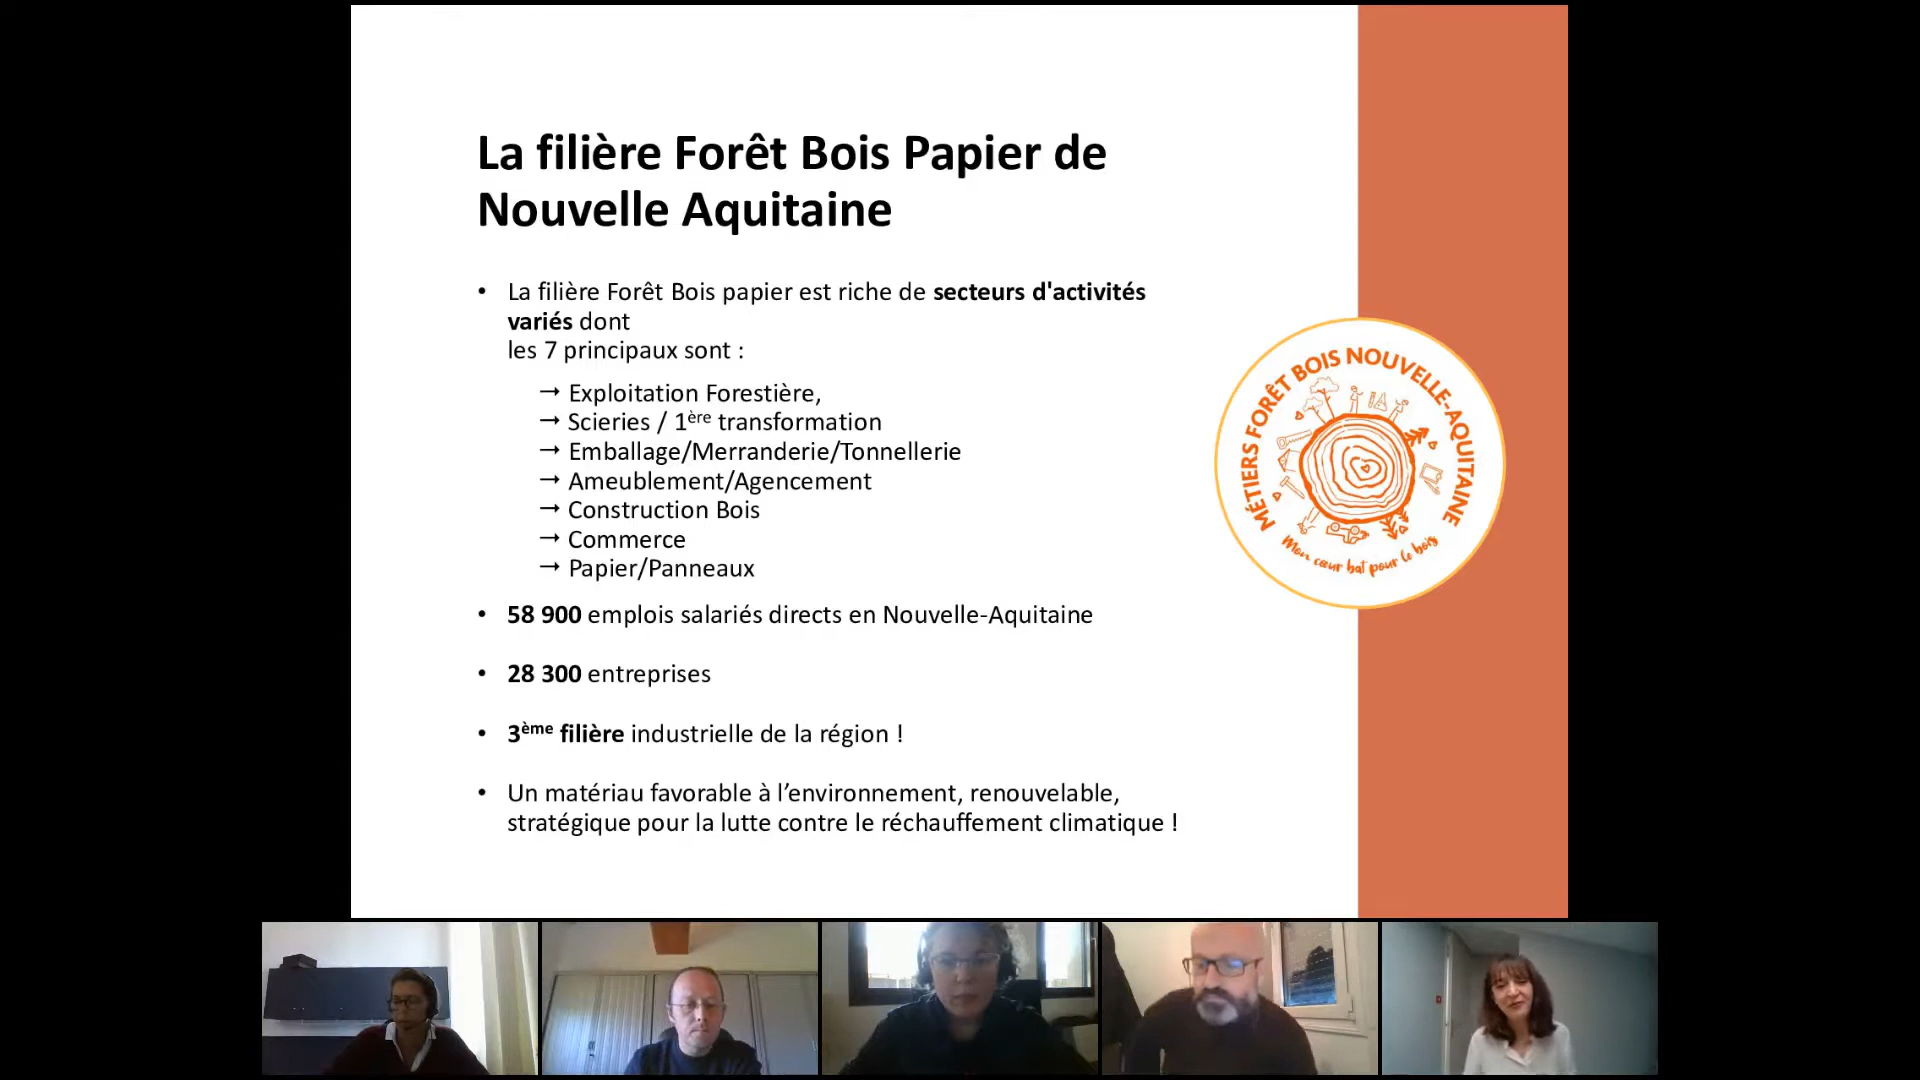 La filière Forêt Bois Papier de
Nouvelle Aquitaine
• La filière Forêt Bois papier est riche de secteurs d'activités
variés dont
les 7 principaux sont :
→ Exploitation Forestière,
→ Scieries / 1ère transformation
→ Emballage/Merranderie/Tonnellerie
→ Ameublement/Agencement
→ Construction Bois
→ Commerce
→ Papier/Panneaux
• 58 900 emplois salariés directs en Nouvelle-Aquitaine
• 28 300 entreprises
• 3ème filière industrielle de la région !
• Un matériau favorable à l’environnement, renouvelable,
stratégique pour la lutte contre le réchauffement climatique !
MÉTIERS FORÊT BOIS NOUVELLE-AQUITAINE
Mon cœur bat pour le bois